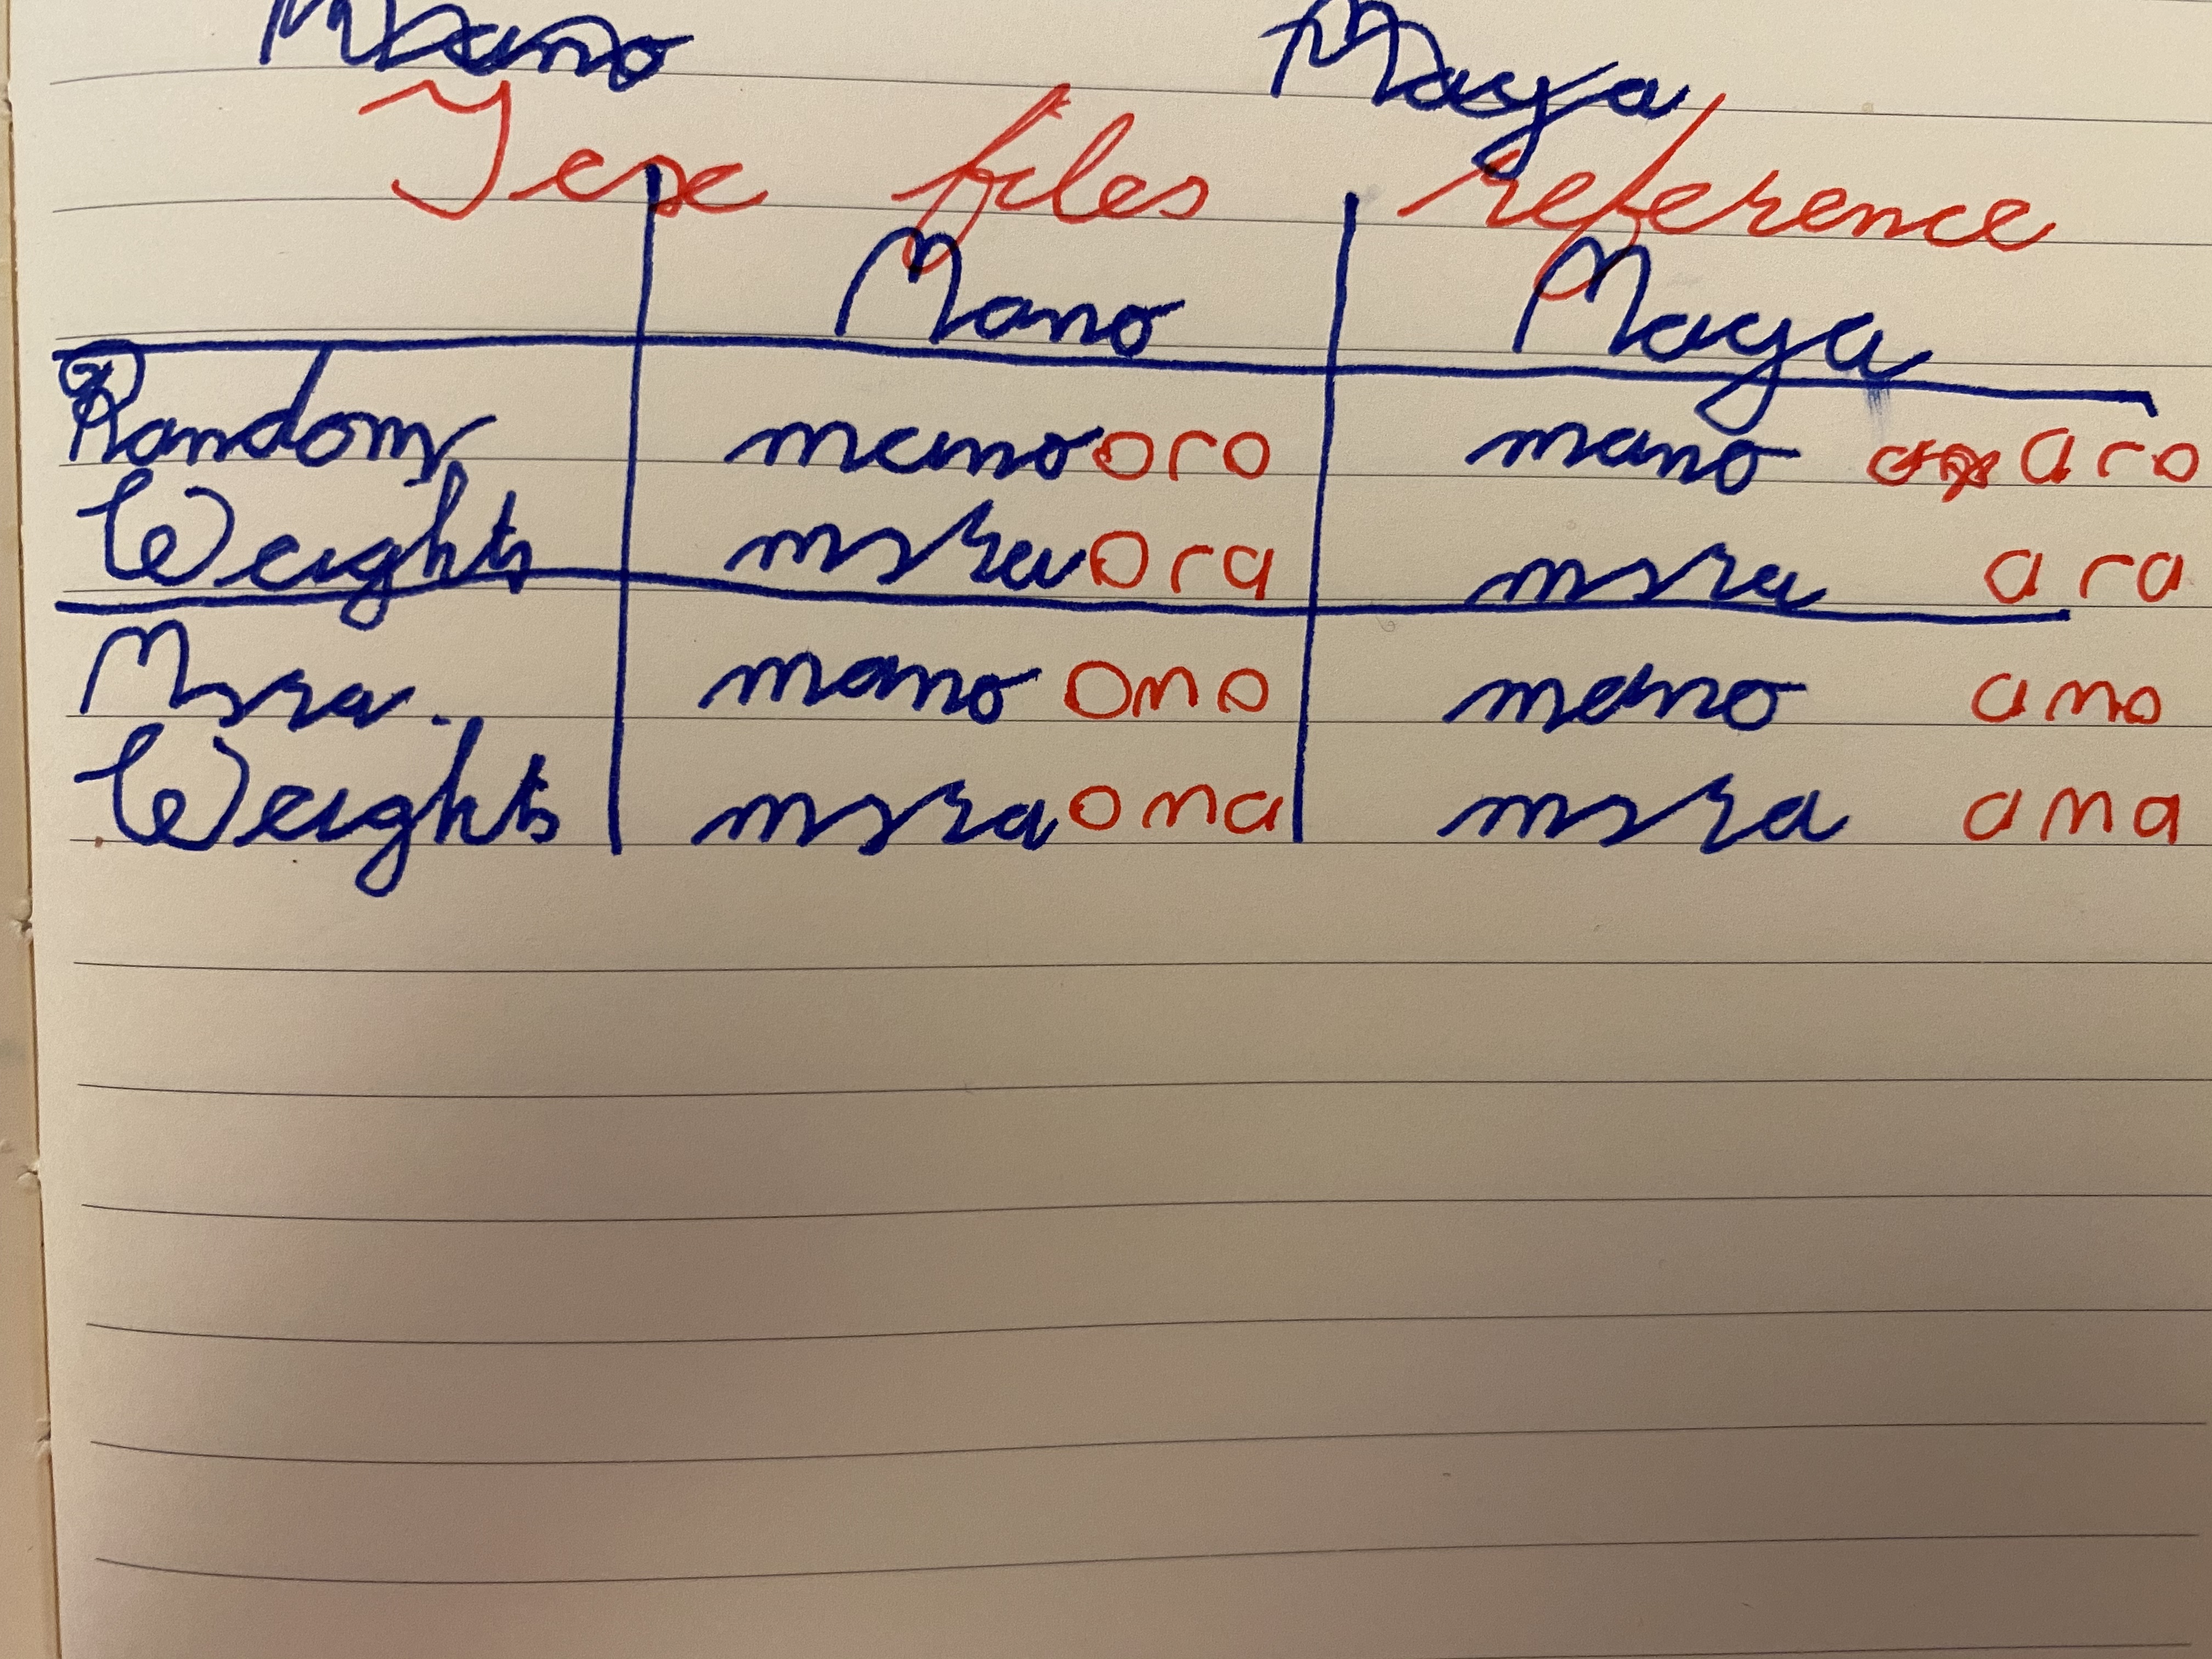 Mano Maya
Tex files reference
Mano Maya
Random mano oro mano aro
Weights msra ora msra ara
Msra. mano omo mano amo
Weights msra oma msra ama